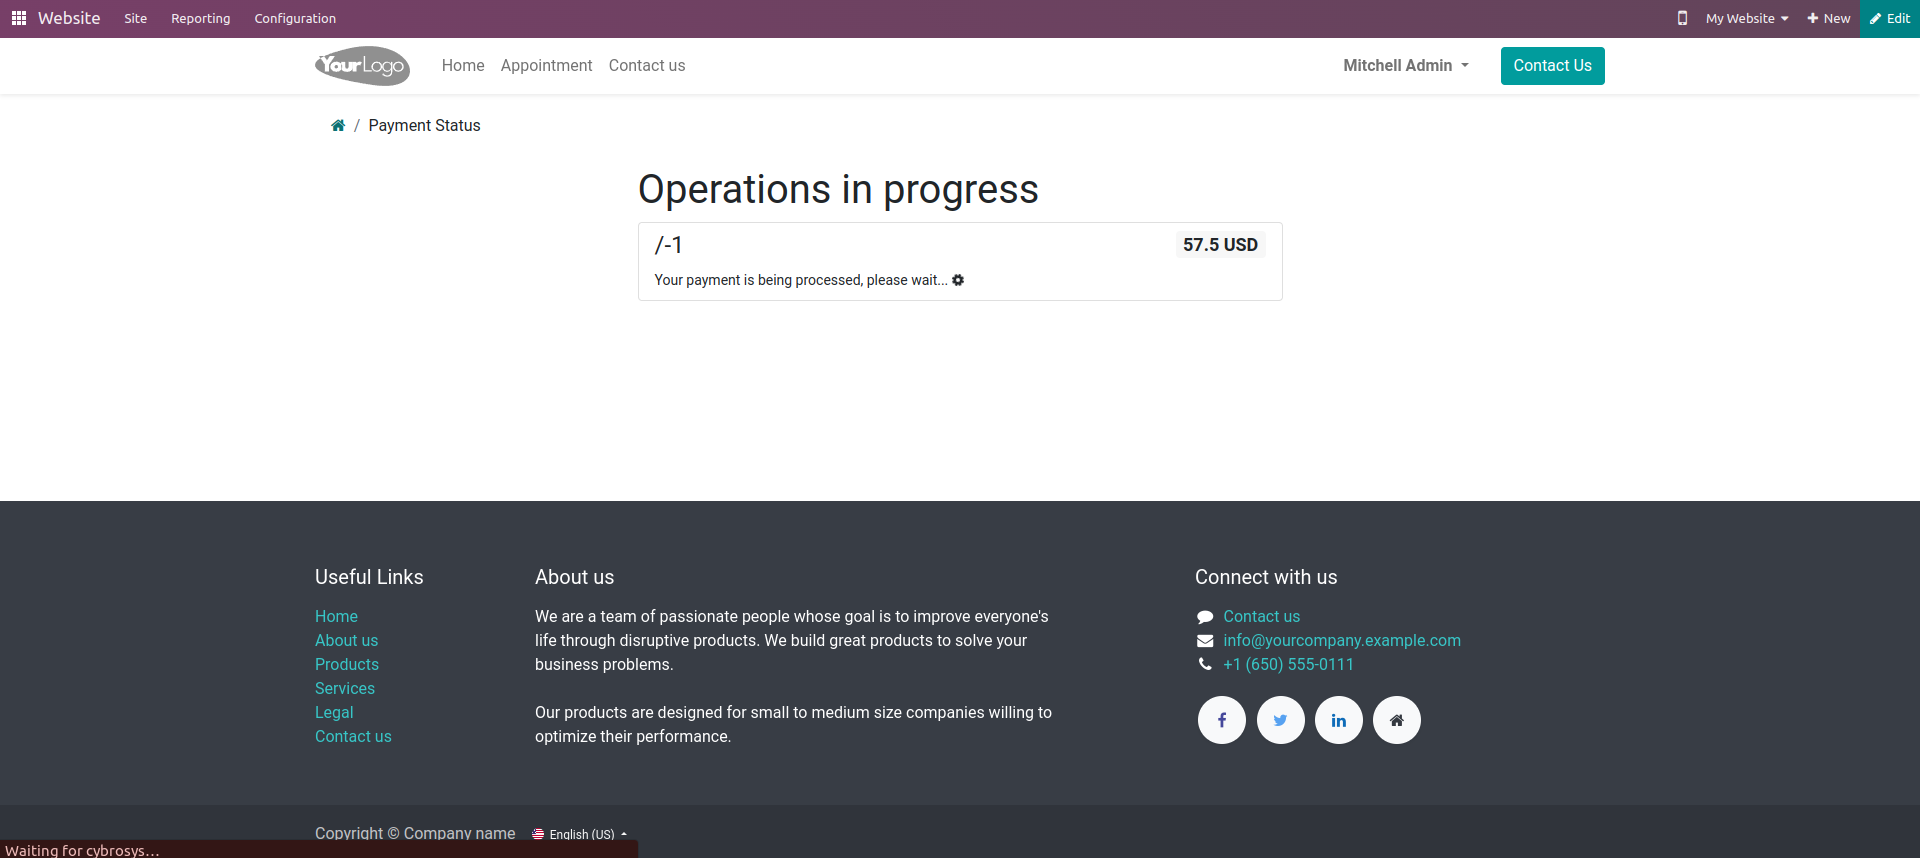 Website Site Reporting Configuration My Website New Edit
YourLogo Home Appointment Contact us Mitchell Admin Contact Us
/ Payment Status
Operations in progress
/-1 57.5 USD
Your payment is being processed, please wait...
Useful Links
Home
About us
Products
Services
Legal
Contact us
About us
We are a team of passionate people whose goal is to improve everyone's
life through disruptive products. We build great products to solve your
business problems.
Our products are designed for small to medium size companies willing to
optimize their performance.
Connect with us
Contact us
info@yourcompany.example.com
+1 (650) 555-0111
Copyright © Company name English (US)
Waiting for cybrosys…